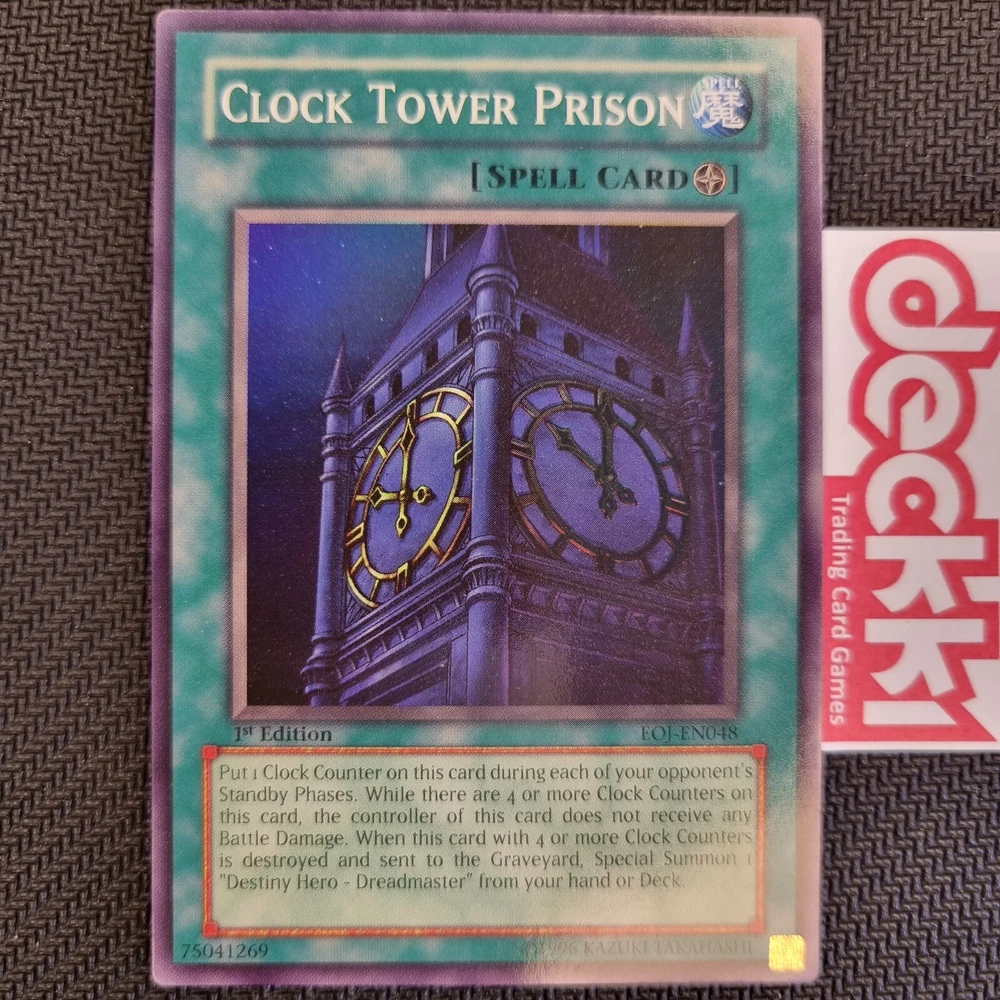 CLOCK TOWER PRISON
SPELL
魔
[SPELL CARD]
1st Edition
EOJ-EN048
Put 1 Clock Counter on this card during each of your opponent's
Standby Phases. While there are 4 or more Clock Counters on
this card, the controller of this card does not receive any
Battle Damage. When this card with 4 or more Clock Counters
is destroyed and sent to the Graveyard, Special Summon 1
"Destiny Hero - Dreadmaster" from your hand or Deck.
75041269
©1996 KAZUKI TAKAHASHI
deckki
Trading Card Games